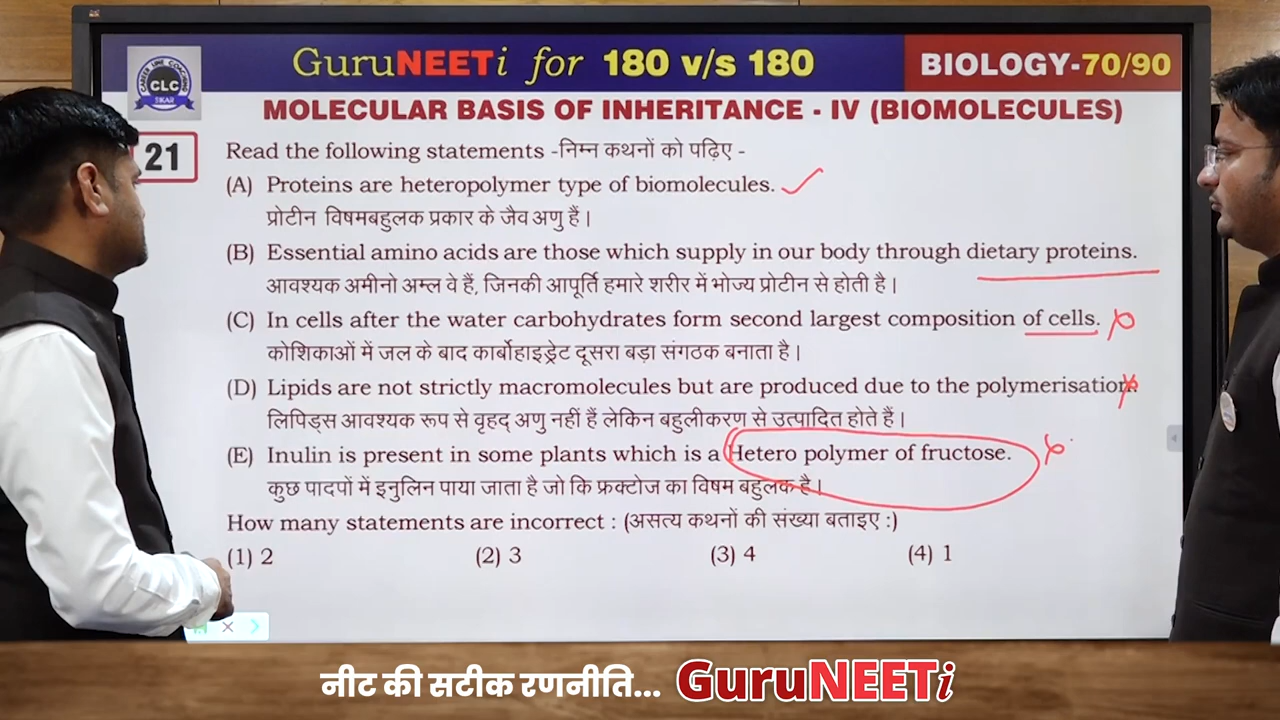 GuruNEETi for 180 v/s 180
BIOLOGY-70/90
CAREER LINE COACHING
CLC
SIKAR
MOLECULAR BASIS OF INHERITANCE - IV (BIOMOLECULES)
21
Read the following statements -निम्न कथनों को पढ़िए -
(A) Proteins are heteropolymer type of biomolecules.
प्रोटीन विषमबहुलक प्रकार के जैव अणु हैं।
(B) Essential amino acids are those which supply in our body through dietary proteins.
आवश्यक अमीनो अम्ल वे हैं, जिनकी आपूर्ति हमारे शरीर में भोज्य प्रोटीन से होती है।
(C) In cells after the water carbohydrates form second largest composition of cells.
कोशिकाओं में जल के बाद कार्बोहाइड्रेट दूसरा बड़ा संगठक बनाता है।
(D) Lipids are not strictly macromolecules but are produced due to the polymerisation.
लिपिड्स आवश्यक रूप से वृहद् अणु नहीं हैं लेकिन बहुलीकरण से उत्पादित होते हैं।
(E) Inulin is present in some plants which is a Hetero polymer of fructose.
कुछ पादपों में इनुलिन पाया जाता है जो कि फ्रक्टोज का विषम बहुलक है।
How many statements are incorrect : (असत्य कथनों की संख्या बताइए :)
(1) 2 (2) 3 (3) 4 (4) 1
नीट की सटीक रणनीति... GuruNEETi